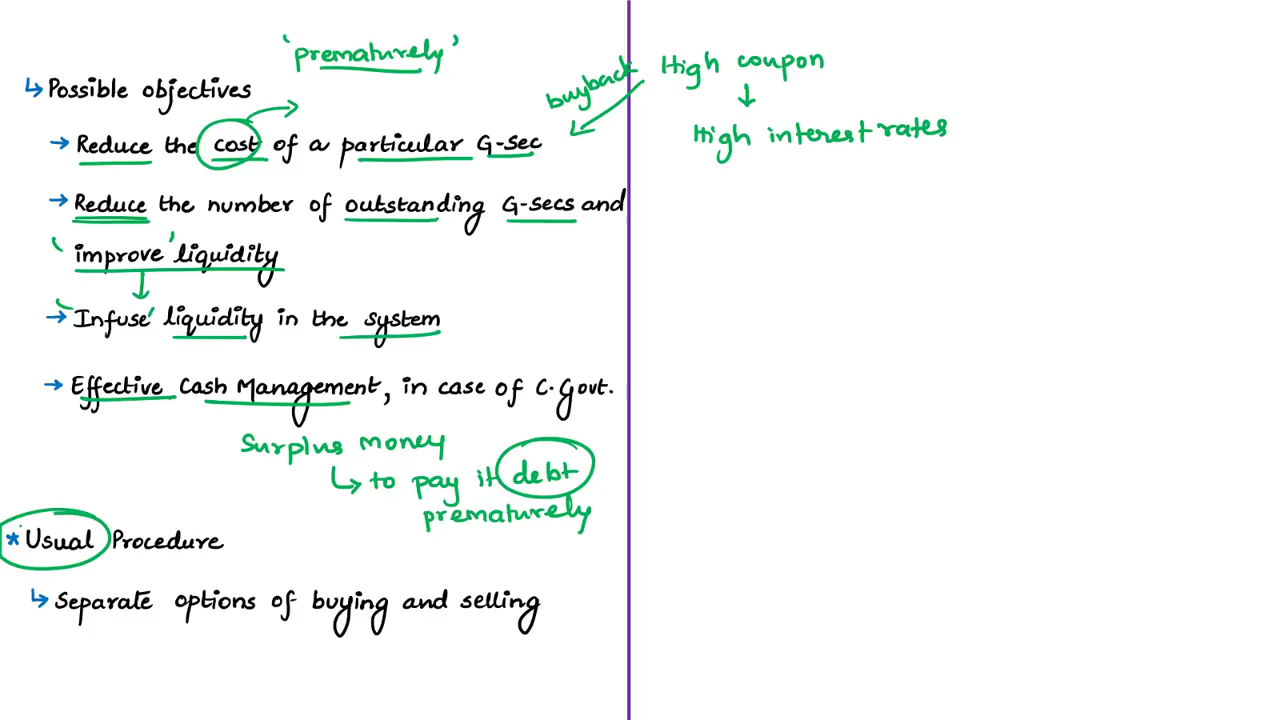 'prematurely'
↳ Possible objectives
→ Reduce the cost of a particular G-sec
→ Reduce the number of outstanding G-secs and
'improve' liquidity
→ 'Infuse' liquidity in the system
→ Effective Cash Management, in case of C. Govt.
Surplus money
↳ to pay it debt
prematurely
* Usual Procedure
↳ Separate options of buying and selling
buyback
High coupon
↓
High interest rates